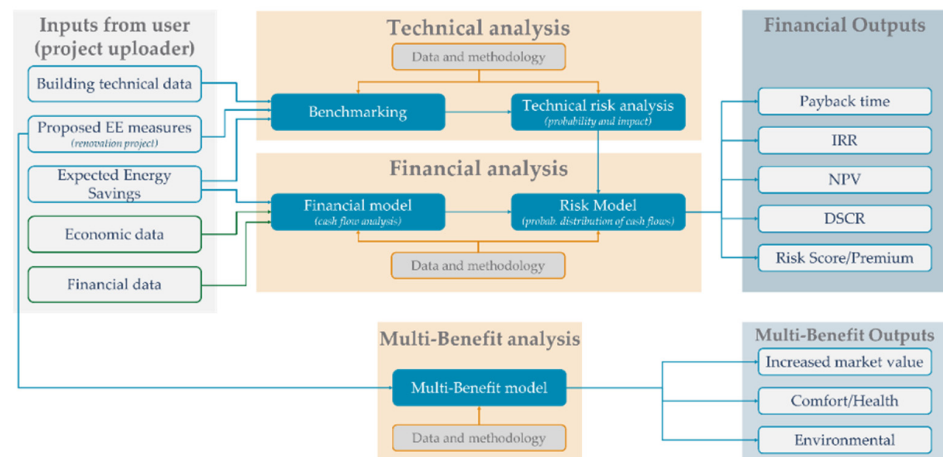 Inputs from user
(project uploader)
Building technical data
Proposed EE measures
(renovation project)
Expected Energy
Savings
Economic data
Financial data
Technical analysis
Data and methodology
Benchmarking
Technical risk analysis
(probability and impact)
Financial analysis
Financial model
(cash flow analysis)
Risk Model
(probab. distribution of cash flows)
Data and methodology
Multi-Benefit analysis
Multi-Benefit model
Data and methodology
Financial Outputs
Payback time
IRR
NPV
DSCR
Risk Score/Premium
Multi-Benefit Outputs
Increased market value
Comfort/Health
Environmental